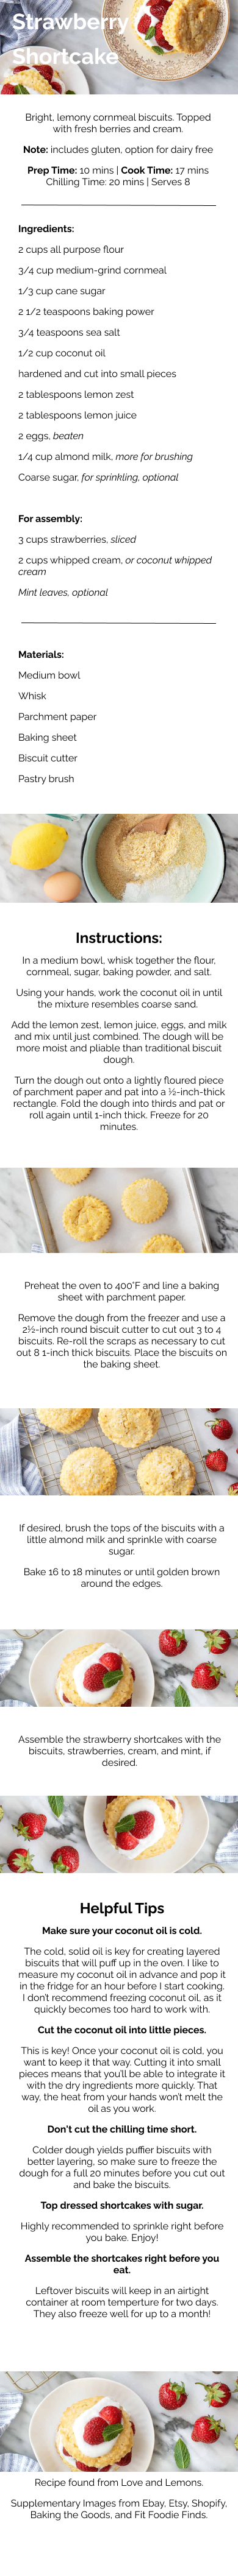 Strawberry
Shortcake
Bright, lemony cornmeal biscuits. Topped
with fresh berries and cream.
Note: includes gluten, option for dairy free
Prep Time: 10 mins | Cook Time: 17 mins
Chilling Time: 20 mins | Serves 8
Ingredients:
2 cups all purpose flour
3/4 cup medium-grind cornmeal
1/3 cup cane sugar
2 1/2 teaspoons baking power
3/4 teaspoons sea salt
1/2 cup coconut oil
hardened and cut into small pieces
2 tablespoons lemon zest
2 tablespoons lemon juice
2 eggs, beaten
1/4 cup almond milk, more for brushing
Coarse sugar, for sprinkling, optional
For assembly:
3 cups strawberries, sliced
2 cups whipped cream, or coconut whipped
cream
Mint leaves, optional
Materials:
Medium bowl
Whisk
Parchment paper
Baking sheet
Biscuit cutter
Pastry brush
Instructions:
In a medium bowl, whisk together the flour,
cornmeal, sugar, baking powder, and salt.
Using your hands, work the coconut oil in until
the mixture resembles coarse sand.
Add the lemon zest, lemon juice, eggs, and milk
and mix until just combined. The dough will be
more moist and pliable than traditional biscuit
dough.
Turn the dough out onto a lightly floured piece
of parchment paper and pat into a ½-inch-thick
rectangle. Fold the dough into thirds and pat or
roll again until 1-inch thick. Freeze for 20
minutes.
Preheat the oven to 400°F and line a baking
sheet with parchment paper.
Remove the dough from the freezer and use a
2½-inch round biscuit cutter to cut out 3 to 4
biscuits. Re-roll the scraps as necessary to cut
out 8 1-inch thick biscuits. Place the biscuits on
the baking sheet.
If desired, brush the tops of the biscuits with a
little almond milk and sprinkle with coarse
sugar.
Bake 16 to 18 minutes or until golden brown
around the edges.
Assemble the strawberry shortcakes with the
biscuits, strawberries, cream, and mint, if
desired.
Helpful Tips
Make sure your coconut oil is cold.
The cold, solid oil is key for creating layered
biscuits that will puff up in the oven. I like to
measure my coconut oil in advance and pop it
in the fridge for an hour before I start cooking.
I don't recommend freezing coconut oil, as it
quickly becomes too hard to work with.
Cut the coconut oil into little pieces.
This is key! Once your coconut oil is cold, you
want to keep it that way. Cutting it into small
pieces means that you'll be able to integrate it
with the dry ingredients more quickly. That
way, the heat from your hands won't melt the
oil as you work.
Don't cut the chilling time short.
Colder dough yields puffier biscuits with
better layering, so make sure to freeze the
dough for a full 20 minutes before you cut out
and bake the biscuits.
Top dressed shortcakes with sugar.
Highly recommended to sprinkle right before
you bake. Enjoy!
Assemble the shortcakes right before you
eat.
Leftover biscuits will keep in an airtight
container at room temperture for two days.
They also freeze well for up to a month!
Recipe found from Love and Lemons.
Supplementary Images from Ebay, Etsy, Shopify,
Baking the Goods, and Fit Foodie Finds.